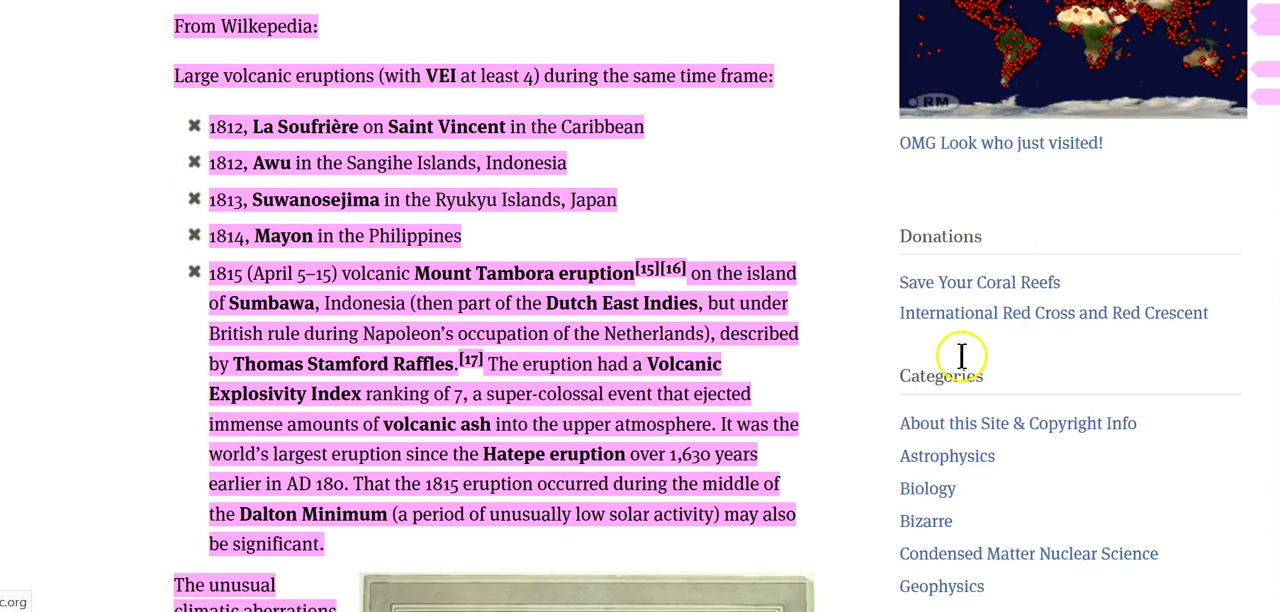 From Wilkepedia:
Large volcanic eruptions (with VEI at least 4) during the same time frame:
1812, La Soufrière on Saint Vincent in the Caribbean
1812, Awu in the Sangihe Islands, Indonesia
1813, Suwanosejima in the Ryukyu Islands, Japan
1814, Mayon in the Philippines
1815 (April 5–15) volcanic Mount Tambora eruption[15][16] on the island
of Sumbawa, Indonesia (then part of the Dutch East Indies, but under
British rule during Napoleon's occupation of the Netherlands), described
by Thomas Stamford Raffles.[17] The eruption had a Volcanic
Explosivity Index ranking of 7, a super-colossal event that ejected
immense amounts of volcanic ash into the upper atmosphere. It was the
world's largest eruption since the Hatepe eruption over 1,630 years
earlier in AD 180. That the 1815 eruption occurred during the middle of
the Dalton Minimum (a period of unusually low solar activity) may also
be significant.
The unusual
climatic aberrations
RM
OMG Look who just visited!
Donations
Save Your Coral Reefs
International Red Cross and Red Crescent
Categories
About this Site & Copyright Info
Astrophysics
Biology
Bizarre
Condensed Matter Nuclear Science
Geophysics
c.org